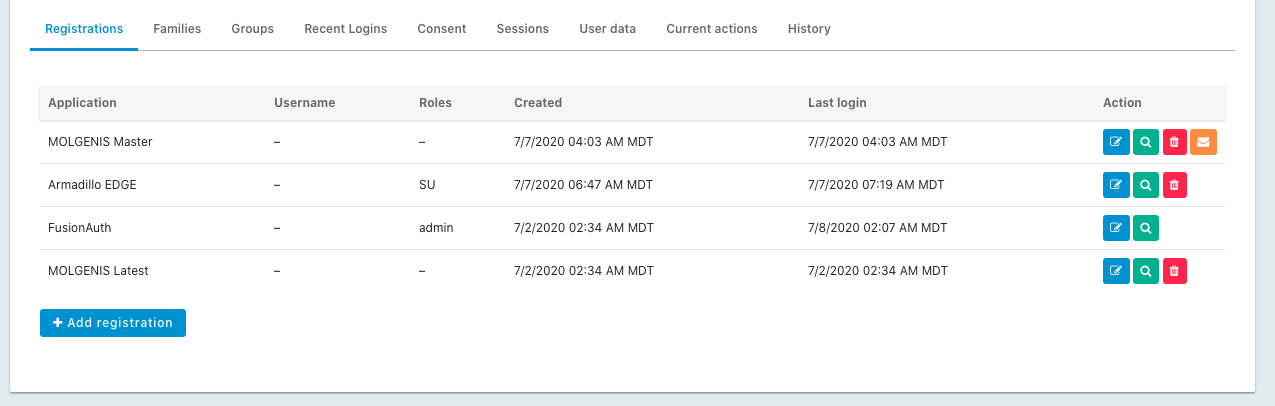 Registrations Families Groups Recent Logins Consent Sessions User data Current actions History
Application Username Roles Created Last login Action
MOLGENIS Master – – 7/7/2020 04:03 AM MDT 7/7/2020 04:03 AM MDT
Armadillo EDGE – SU 7/7/2020 06:47 AM MDT 7/7/2020 07:19 AM MDT
FusionAuth – admin 7/2/2020 02:34 AM MDT 7/8/2020 02:07 AM MDT
MOLGENIS Latest – – 7/2/2020 02:34 AM MDT 7/2/2020 02:34 AM MDT
+ Add registration